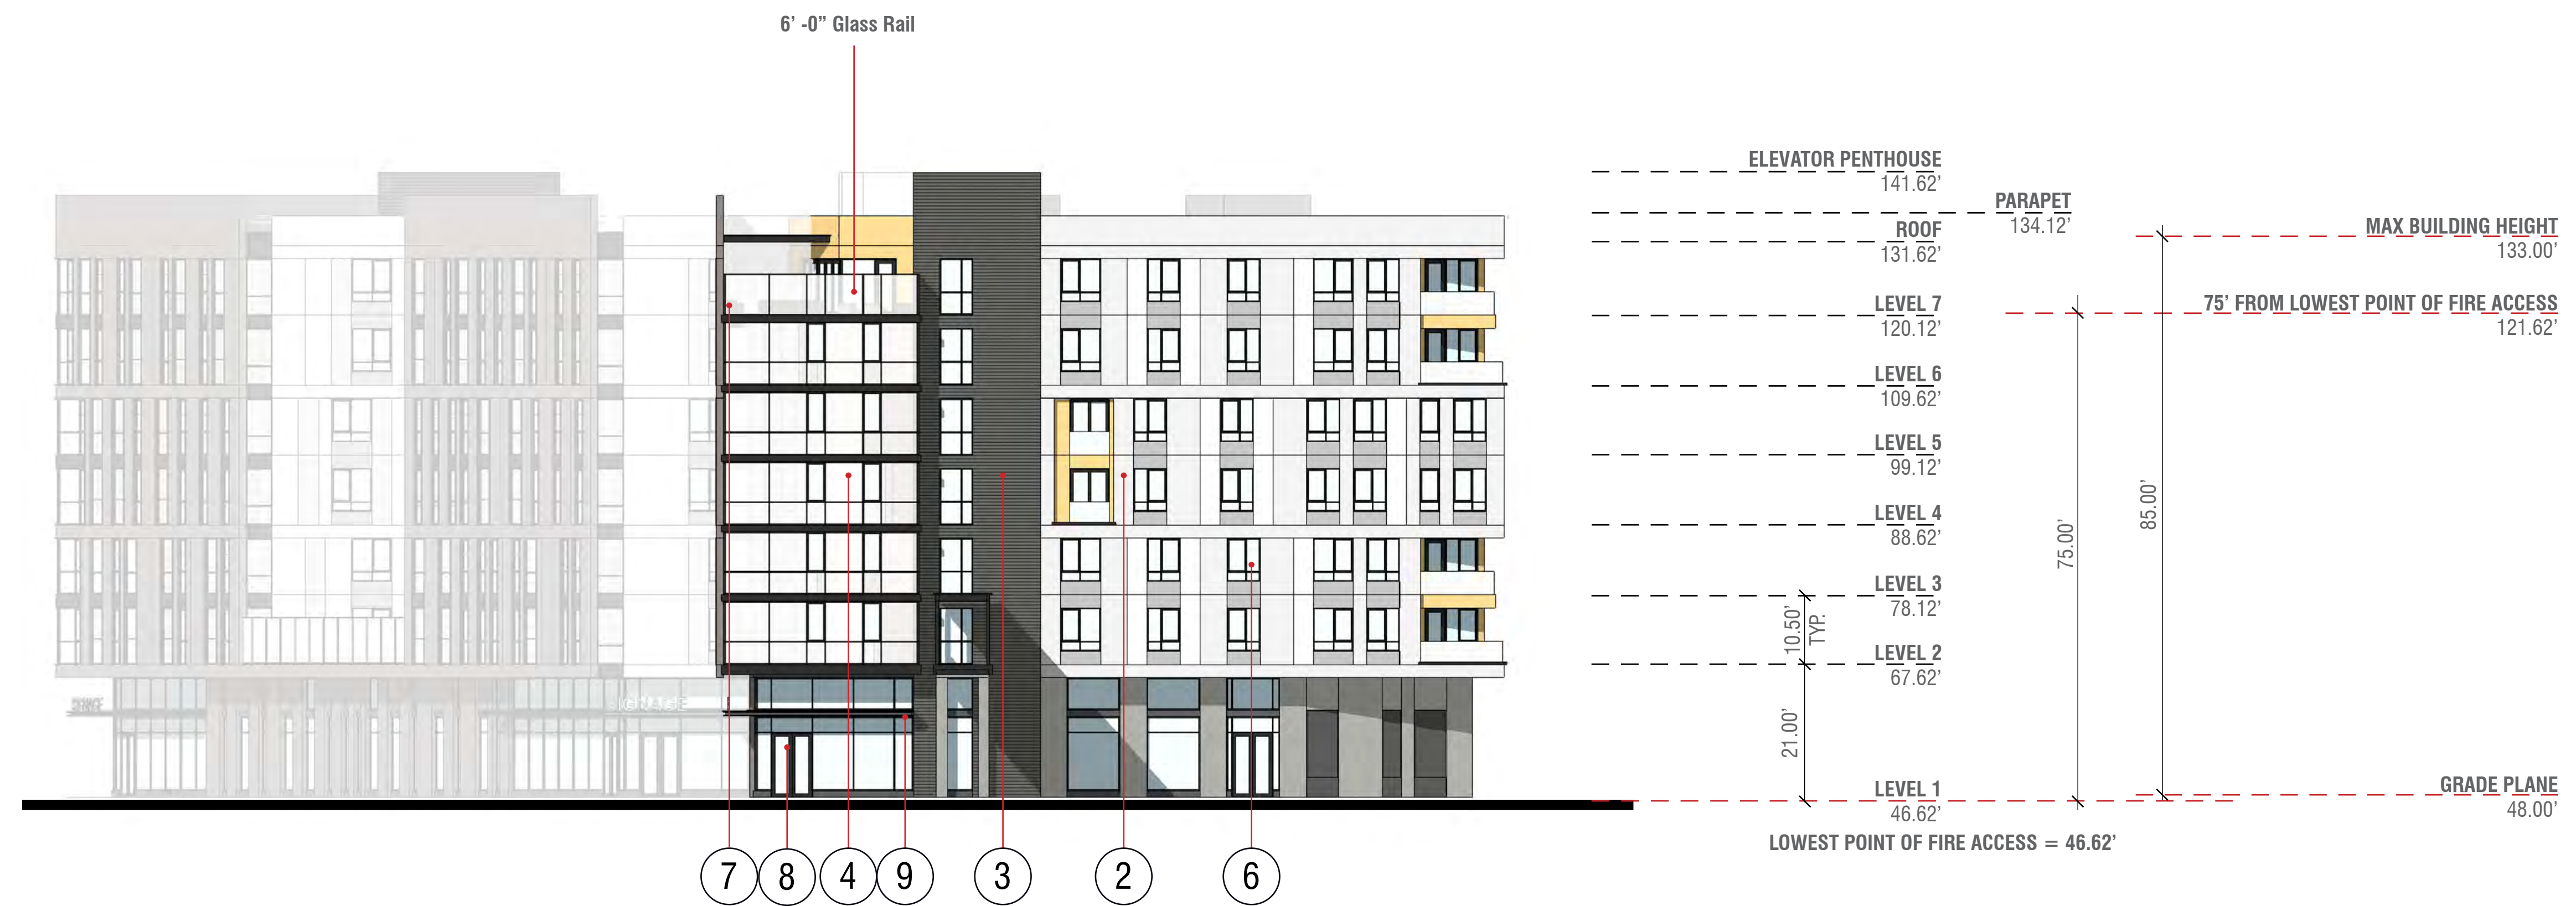 6’ -0” Glass Rail
ELEVATOR PENTHOUSE
141.62’
PARAPET
134.12’
ROOF
131.62’
MAX BUILDING HEIGHT
133.00’
LEVEL 7
120.12’
75’ FROM LOWEST POINT OF FIRE ACCESS
121.62’
LEVEL 6
109.62’
LEVEL 5
99.12’
LEVEL 4
88.62’
LEVEL 3
78.12’
LEVEL 2
67.62’
LEVEL 1
46.62’
GRADE PLANE
48.00’
10.50’
TYP.
21.00’
75.00’
85.00’
LOWEST POINT OF FIRE ACCESS = 46.62’
7
8
4
9
3
2
6